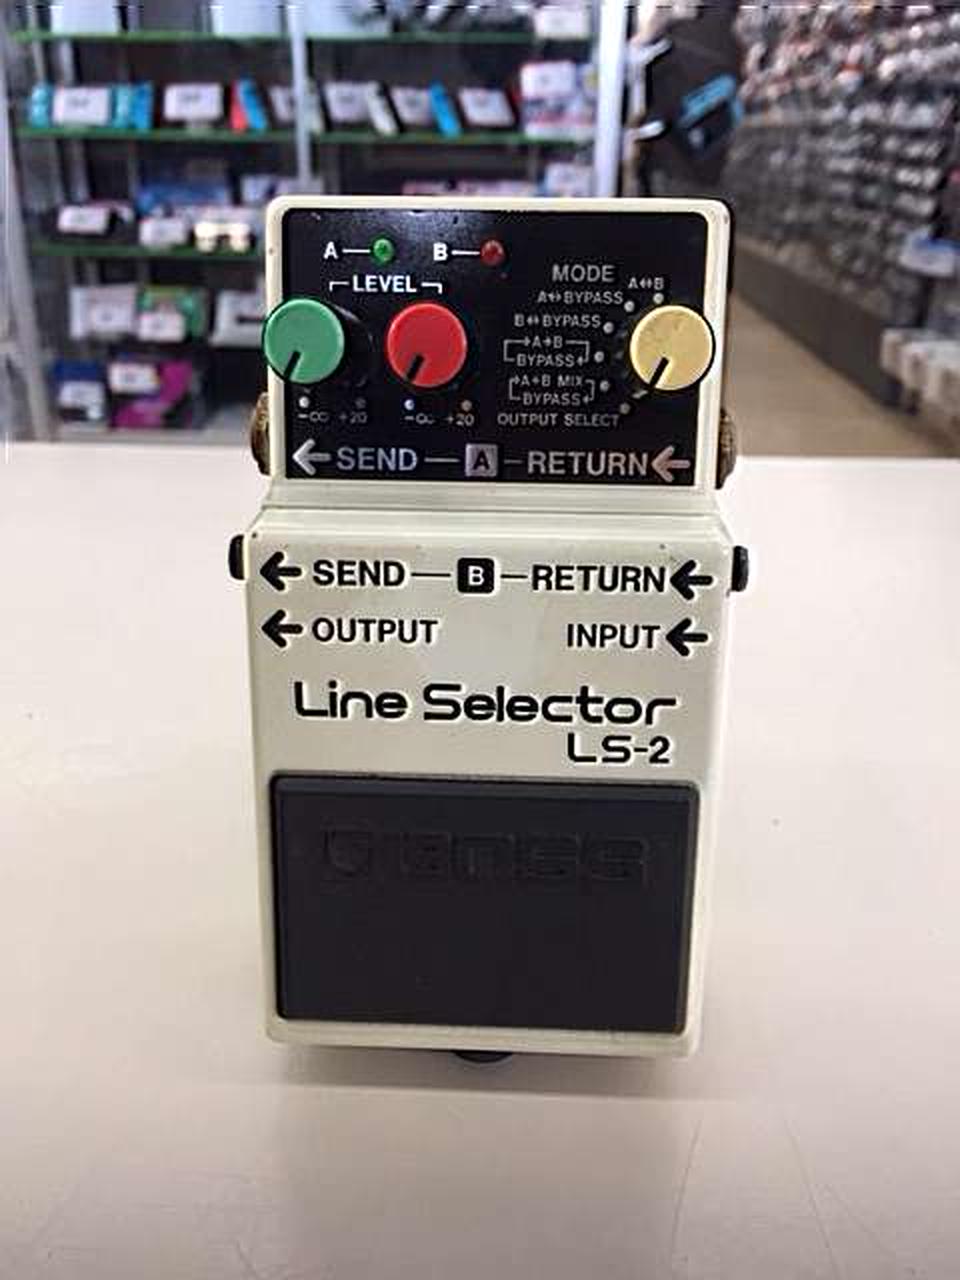 A B
LEVEL
MODE
A↔B
A↔BYPASS
B↔BYPASS
A→B
BYPASS
A+B MIX
BYPASS
OUTPUT SELECT
-∞ +20 -∞ +20
←SEND—A—RETURN←
←SEND—B—RETURN←
←OUTPUT INPUT←
Line Selector
LS-2
BOSS